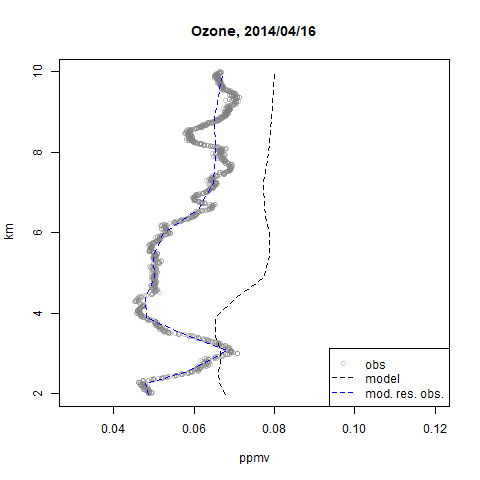 Ozone, 2014/04/16
10
8
6
4
2
km
0.04 0.06 0.08 0.10 0.12
ppmv
obs
model
mod. res. obs.